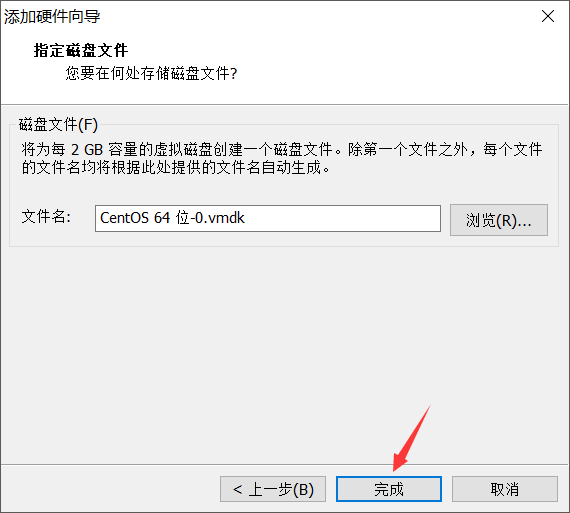 添加硬件向导
指定磁盘文件
您要在何处存储磁盘文件?
磁盘文件(F)
将为每 2 GB 容量的虚拟磁盘创建一个磁盘文件。除第一个文件之外，每个文件
的文件名均将根据此处提供的文件名自动生成。
文件名: CentOS 64 位-0.vmdk 浏览(R)...
< 上一步(B) 完成 取消